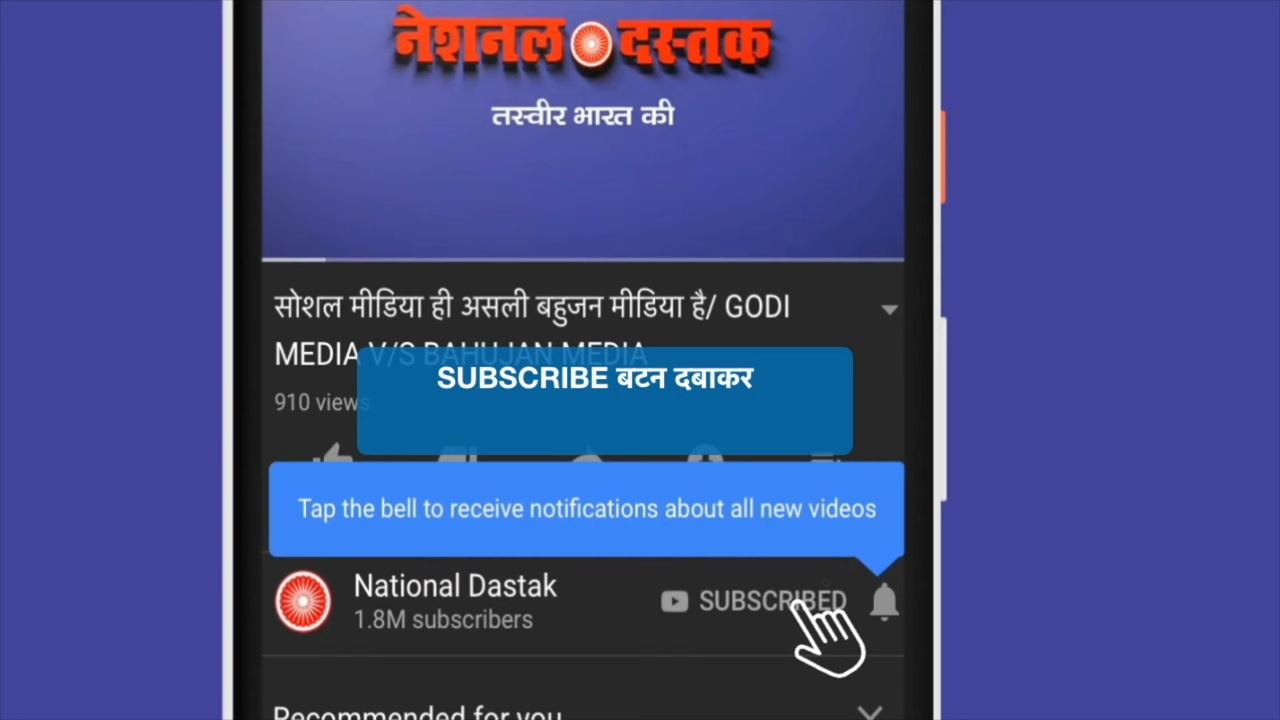 नेशनल दस्तक
तस्वीर भारत की
सोशल मीडिया ही असली बहुजन मीडिया है/ GODI
MEDIA V/S BAHUJAN MEDIA
910 views
SUBSCRIBE बटन दबाकर
Tap the bell to receive notifications about all new videos
National Dastak
SUBSCRIBED
1.8M subscribers
Recommended for you